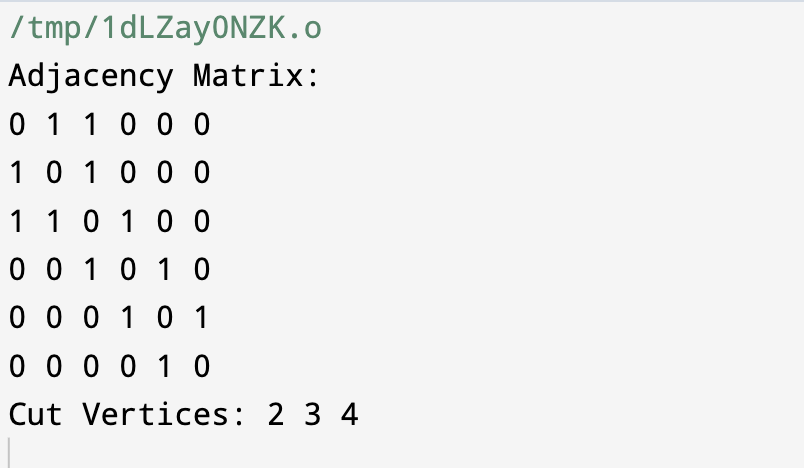 /tmp/1dLZay0NZK.o
Adjacency Matrix:
0 1 1 0 0 0
1 0 1 0 0 0
1 1 0 1 0 0
0 0 1 0 1 0
0 0 0 1 0 1
0 0 0 0 1 0
Cut Vertices: 2 3 4